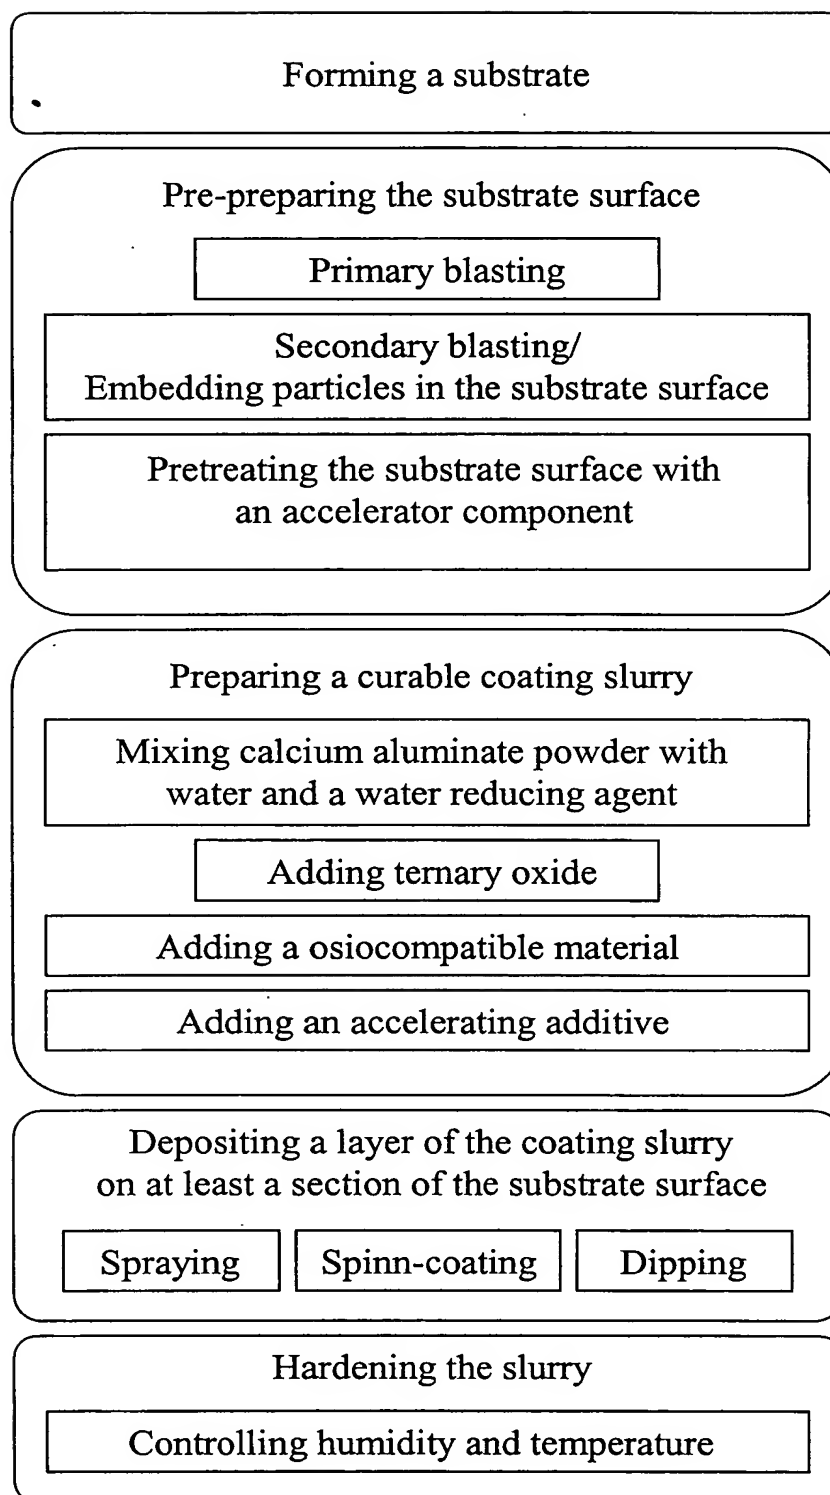 Forming a substrate
Pre-preparing the substrate surface
Primary blasting
Secondary blasting/
Embedding particles in the substrate surface
Pretreating the substrate surface with
an accelerator component
Preparing a curable coating slurry
Mixing calcium aluminate powder with
water and a water reducing agent
Adding ternary oxide
Adding a osiocompatible material
Adding an accelerating additive
Depositing a layer of the coating slurry
on at least a section of the substrate surface
Spraying
Spinn-coating
Dipping
Hardening the slurry
Controlling humidity and temperature